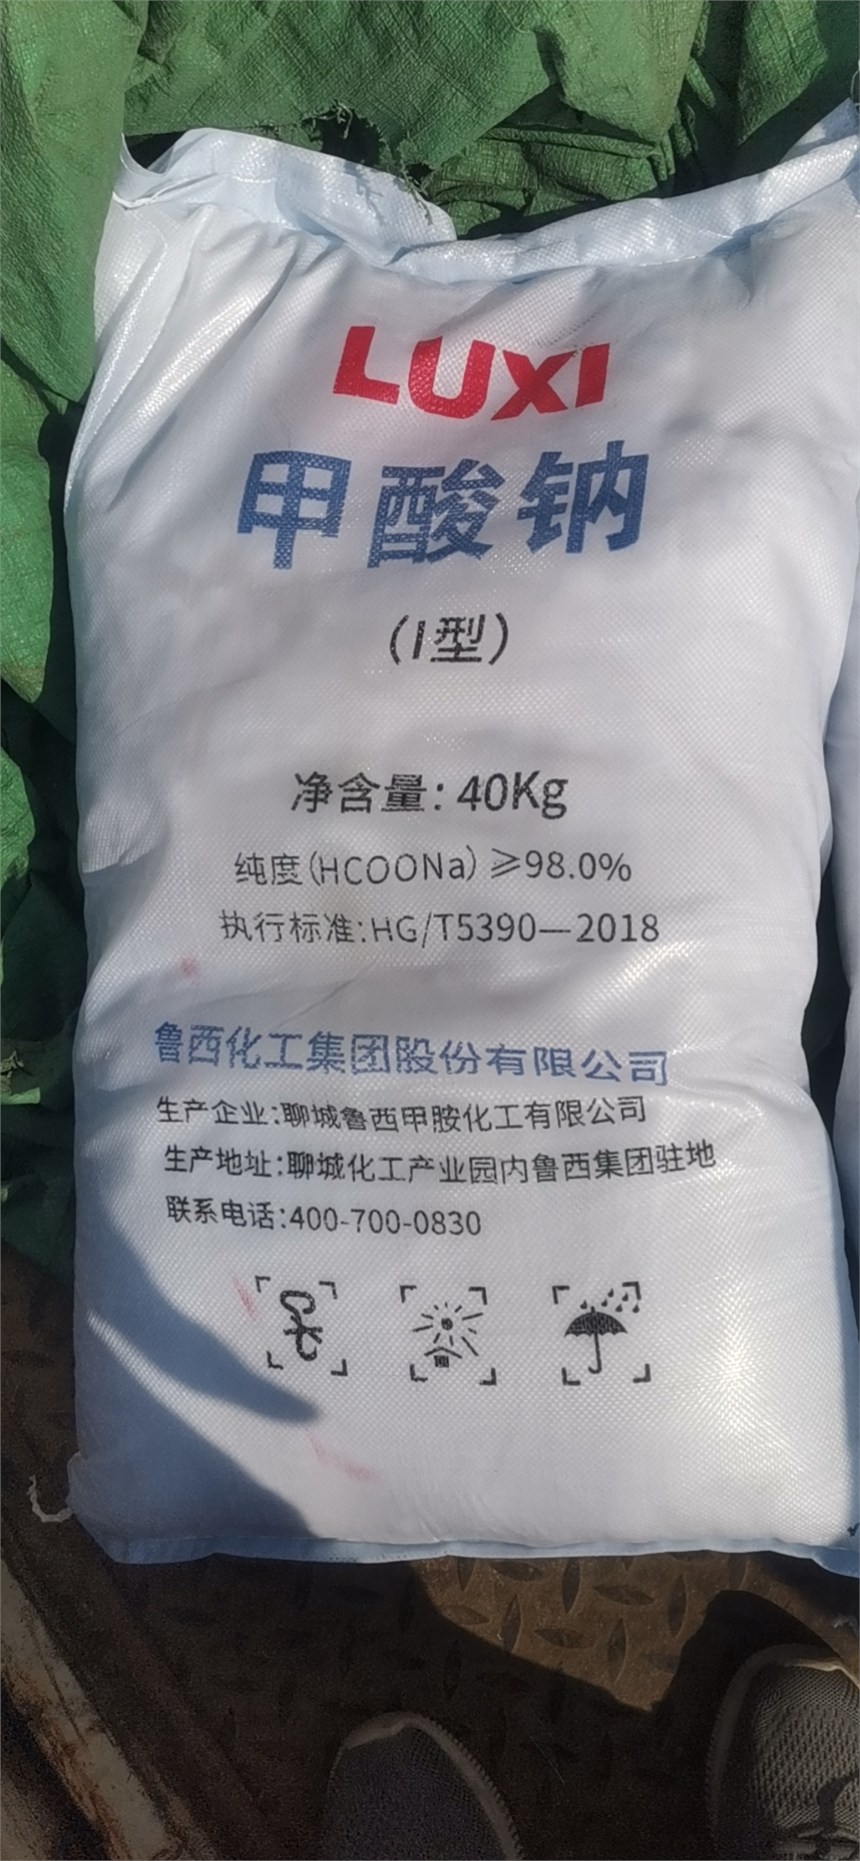 LUXI
甲酸钠
(I型)
净含量:40Kg
纯度(HCOONa)≥98.0%
执行标准:HG/T5390—2018
鲁西化工集团股份有限公司
生产企业:聊城鲁西甲胺化工有限公司
生产地址:聊城化工产业园内鲁西集团驻地
联系电话:400-700-0830